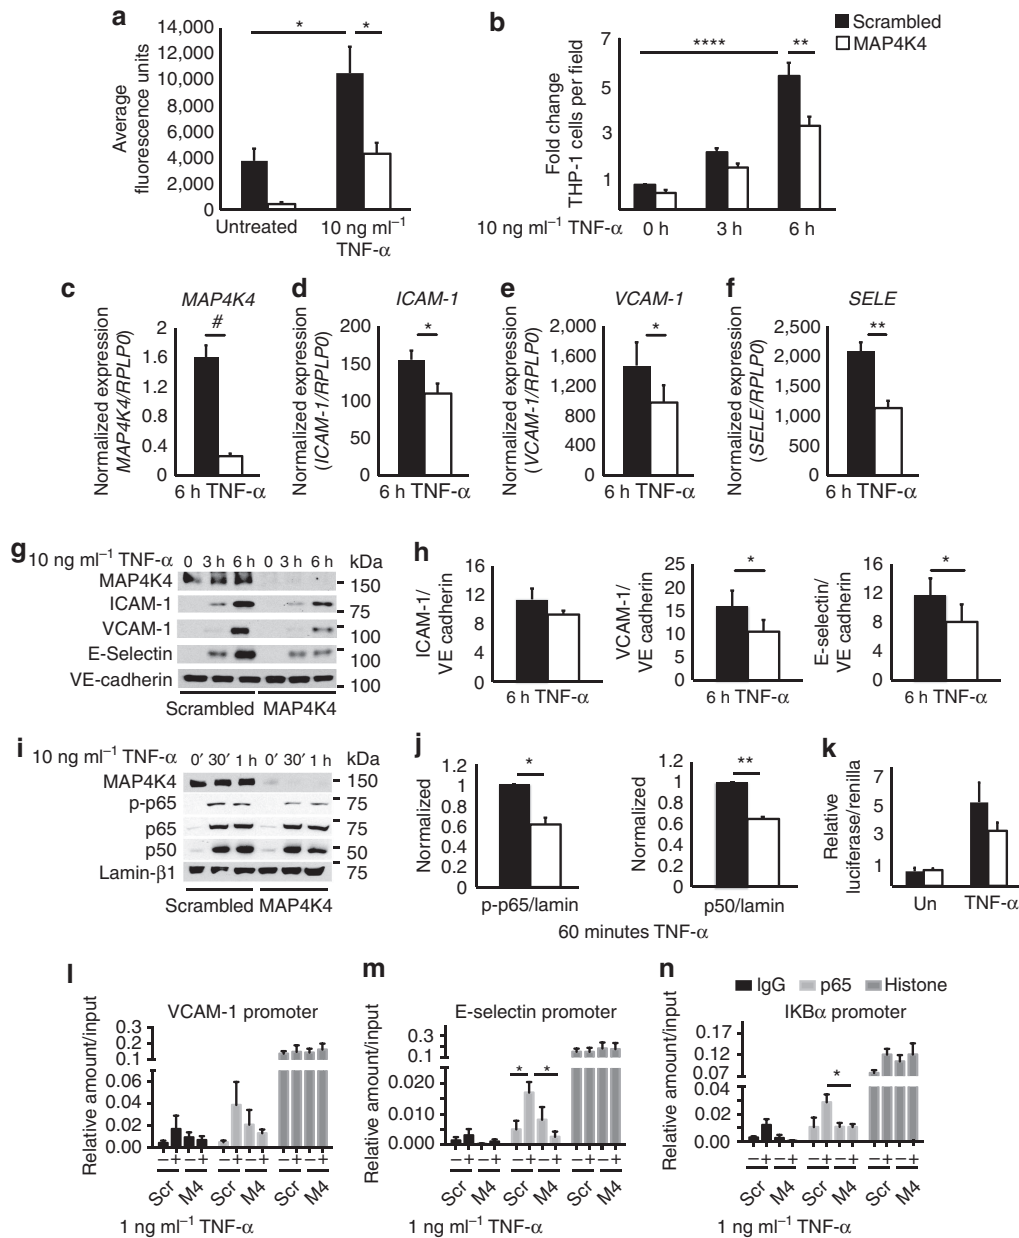 a
Average
fluorescence units
14,000
12,000
10,000
8,000
6,000
4,000
2,000
0
*
*
Untreated
10 ng ml⁻¹
TNF-α
b
Fold change
THP-1 cells per field
7
5
3
1
****
**
Scrambled
MAP4K4
10 ng ml⁻¹ TNF-α
0 h
3 h
6 h
c
MAP4K4
#
Normalized expression
MAP4K4/RPLP0
2
1.6
1.2
0.8
0.4
0
6 h TNF-α
d
ICAM-1
*
Normalized expression
(ICAM-1/RPLP0)
200
150
100
50
0
6 h TNF-α
e
VCAM-1
*
Normalized expression
(VCAM-1/RPLP0)
2,000
1,600
1,200
800
400
0
6 h TNF-α
f
SELE
**
Normalized expression
(SELE/RPLP0)
2,500
2,000
1,500
1,000
500
0
6 h TNF-α
g
10 ng ml⁻¹ TNF-α 0 3 h 6 h 0 3 h 6 h kDa
MAP4K4 150
ICAM-1 75
VCAM-1 100
E-Selectin 100
VE-cadherin 100
Scrambled MAP4K4
h
ICAM-1/
VE cadherin
16
12
8
4
0
6 h TNF-α
VCAM-1/
VE cadherin
25
20
15
10
5
0
*
6 h TNF-α
E-selectin/
VE cadherin
16
12
8
4
0
*
6 h TNF-α
i
10 ng ml⁻¹ TNF-α 0′ 30′ 1 h 0′ 30′ 1 h kDa
MAP4K4 150
p-p65 75
p65 75
p50 50
Lamin-β1 75
Scrambled MAP4K4
j
Normalized
1.2
1
0.8
0.6
0.4
0.2
0
*
p-p65/lamin
Normalized
1.2
1
0.8
0.6
0.4
0.2
0
**
p50/lamin
60 minutes TNF-α
k
Relative
luciferase/renilla
7
5
3
1
Un
TNF-α
l
VCAM-1 promoter
Relative amount/input
0.3
0.2
0.1
0.06
0.04
0.02
0.00
− + − + − + − + − + − +
Scr M4 Scr M4 Scr M4
1 ng ml⁻¹ TNF-α
m
E-selectin promoter
Relative amount/input
0.3
0.1
0.020
0.010
0.000
* *
− + − + − + − + − + − +
Scr M4 Scr M4 Scr M4
1 ng ml⁻¹ TNF-α
n
IgG p65 Histone
IKBα promoter
Relative amount/input
0.17
0.12
0.07
0.04
0.02
0.00
*
− + − + − + − + − + − +
Scr M4 Scr M4 Scr M4
1 ng ml⁻¹ TNF-α